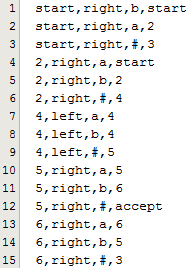 1 start,right,b,start
2 start,right,a,2
3 start,right,#,3
4 2,right,a,start
5 2,right,b,2
6 2,right,#,4
7 4,left,a,4
8 4,left,b,4
9 4,left,#,5
10 5,right,a,5
11 5,right,b,6
12 5,right,#,accept
13 6,right,a,6
14 6,right,b,5
15 6,right,#,3